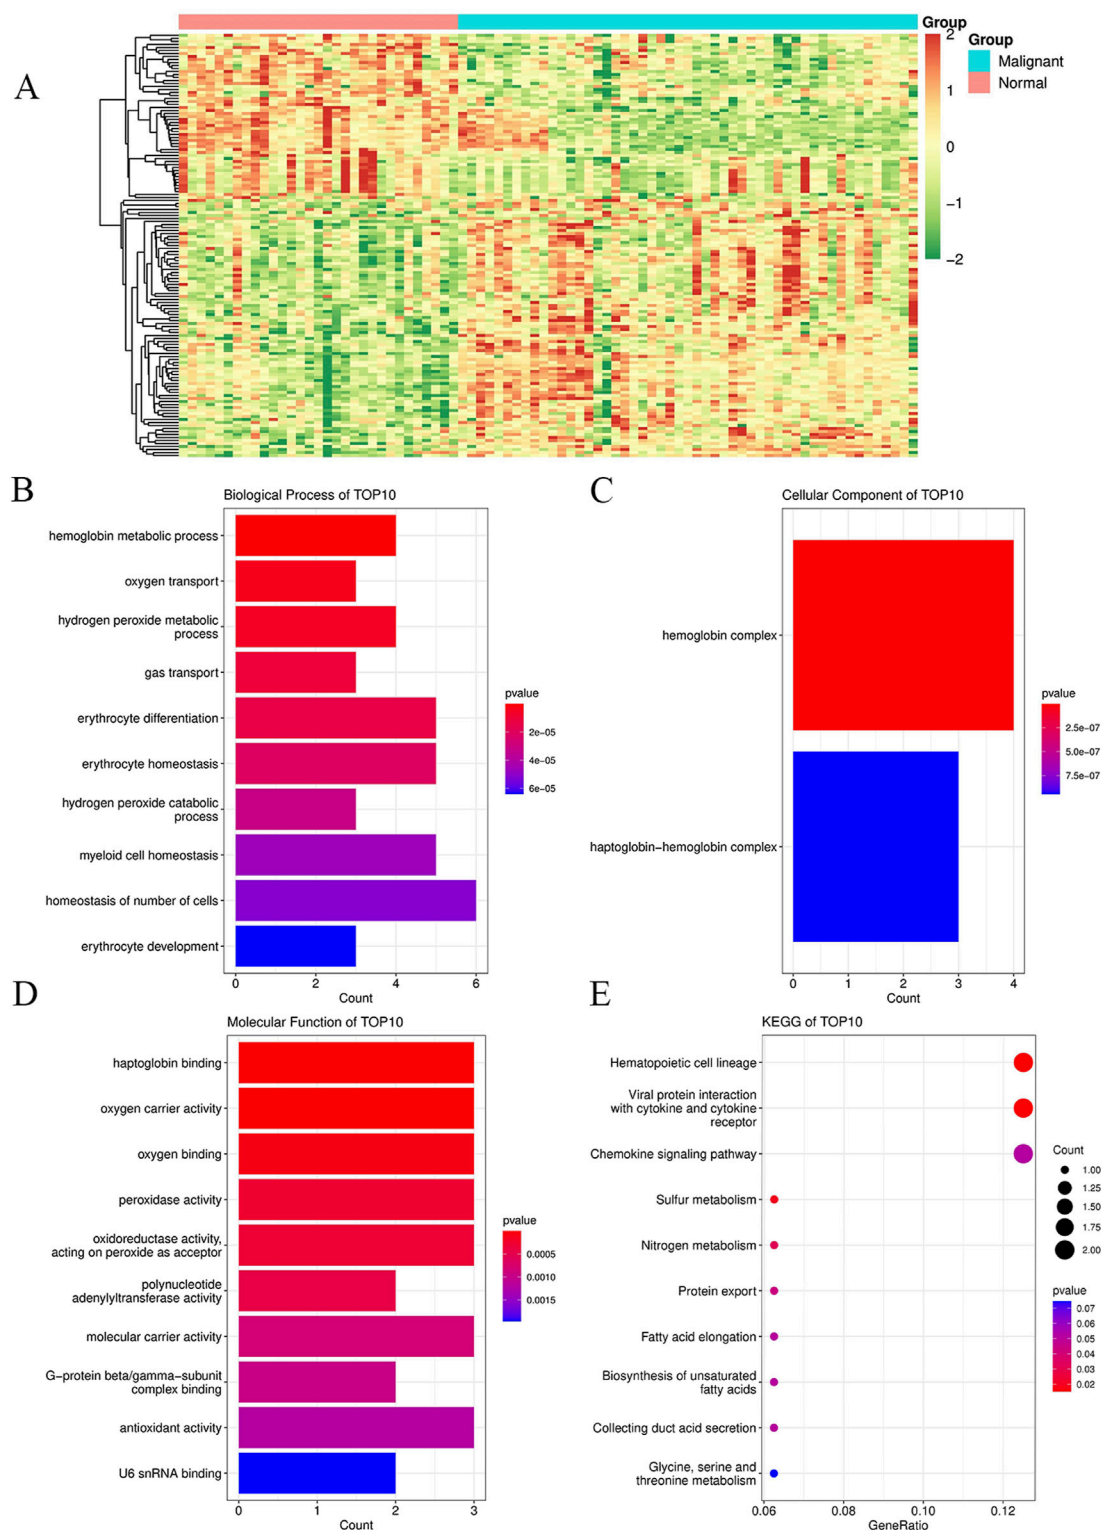 A
Group
2
1
0
−1
−2
Group
Malignant
Normal
B
Biological Process of TOP10
hemoglobin metabolic process
oxygen transport
hydrogen peroxide metabolic
process
gas transport
erythrocyte differentiation
erythrocyte homeostasis
hydrogen peroxide catabolic
process
myeloid cell homeostasis
homeostasis of number of cells
erythrocyte development
0 2 4 6
Count
pvalue
2e−05
4e−05
6e−05
C
Cellular Component of TOP10
hemoglobin complex
haptoglobin−hemoglobin complex
0 1 2 3 4
Count
pvalue
2.5e−07
5.0e−07
7.5e−07
D
Molecular Function of TOP10
haptoglobin binding
oxygen carrier activity
oxygen binding
peroxidase activity
oxidoreductase activity,
acting on peroxide as acceptor
polynucleotide
adenylyltransferase activity
molecular carrier activity
G−protein beta/gamma−subunit
complex binding
antioxidant activity
U6 snRNA binding
0 1 2 3
Count
pvalue
0.0005
0.0010
0.0015
E
KEGG of TOP10
Hematopoietic cell lineage
Viral protein interaction
with cytokine and cytokine
receptor
Chemokine signaling pathway
Sulfur metabolism
Nitrogen metabolism
Protein export
Fatty acid elongation
Biosynthesis of unsaturated
fatty acids
Collecting duct acid secretion
Glycine, serine and
threonine metabolism
0.06 0.08 0.10 0.12
GeneRatio
Count
1.00
1.25
1.50
1.75
2.00
pvalue
0.07
0.06
0.05
0.04
0.03
0.02